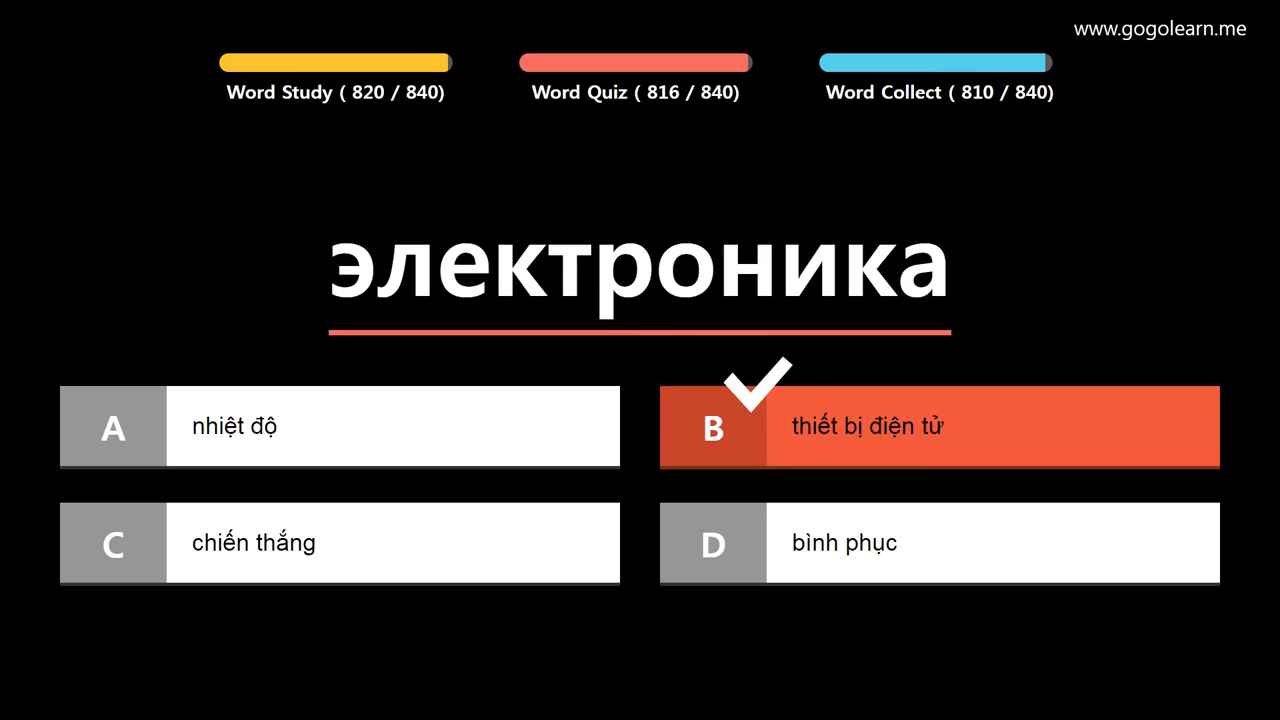 www.gogolearn.me
Word Study ( 820 / 840)
Word Quiz ( 816 / 840)
Word Collect ( 810 / 840)
электроника
A nhiệt độ
B thiết bị điện tử
C chiến thắng
D bình phục